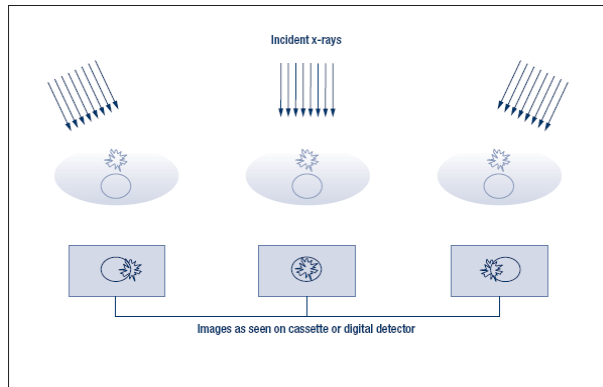 Incident x-rays
Images as seen on cassette or digital detector